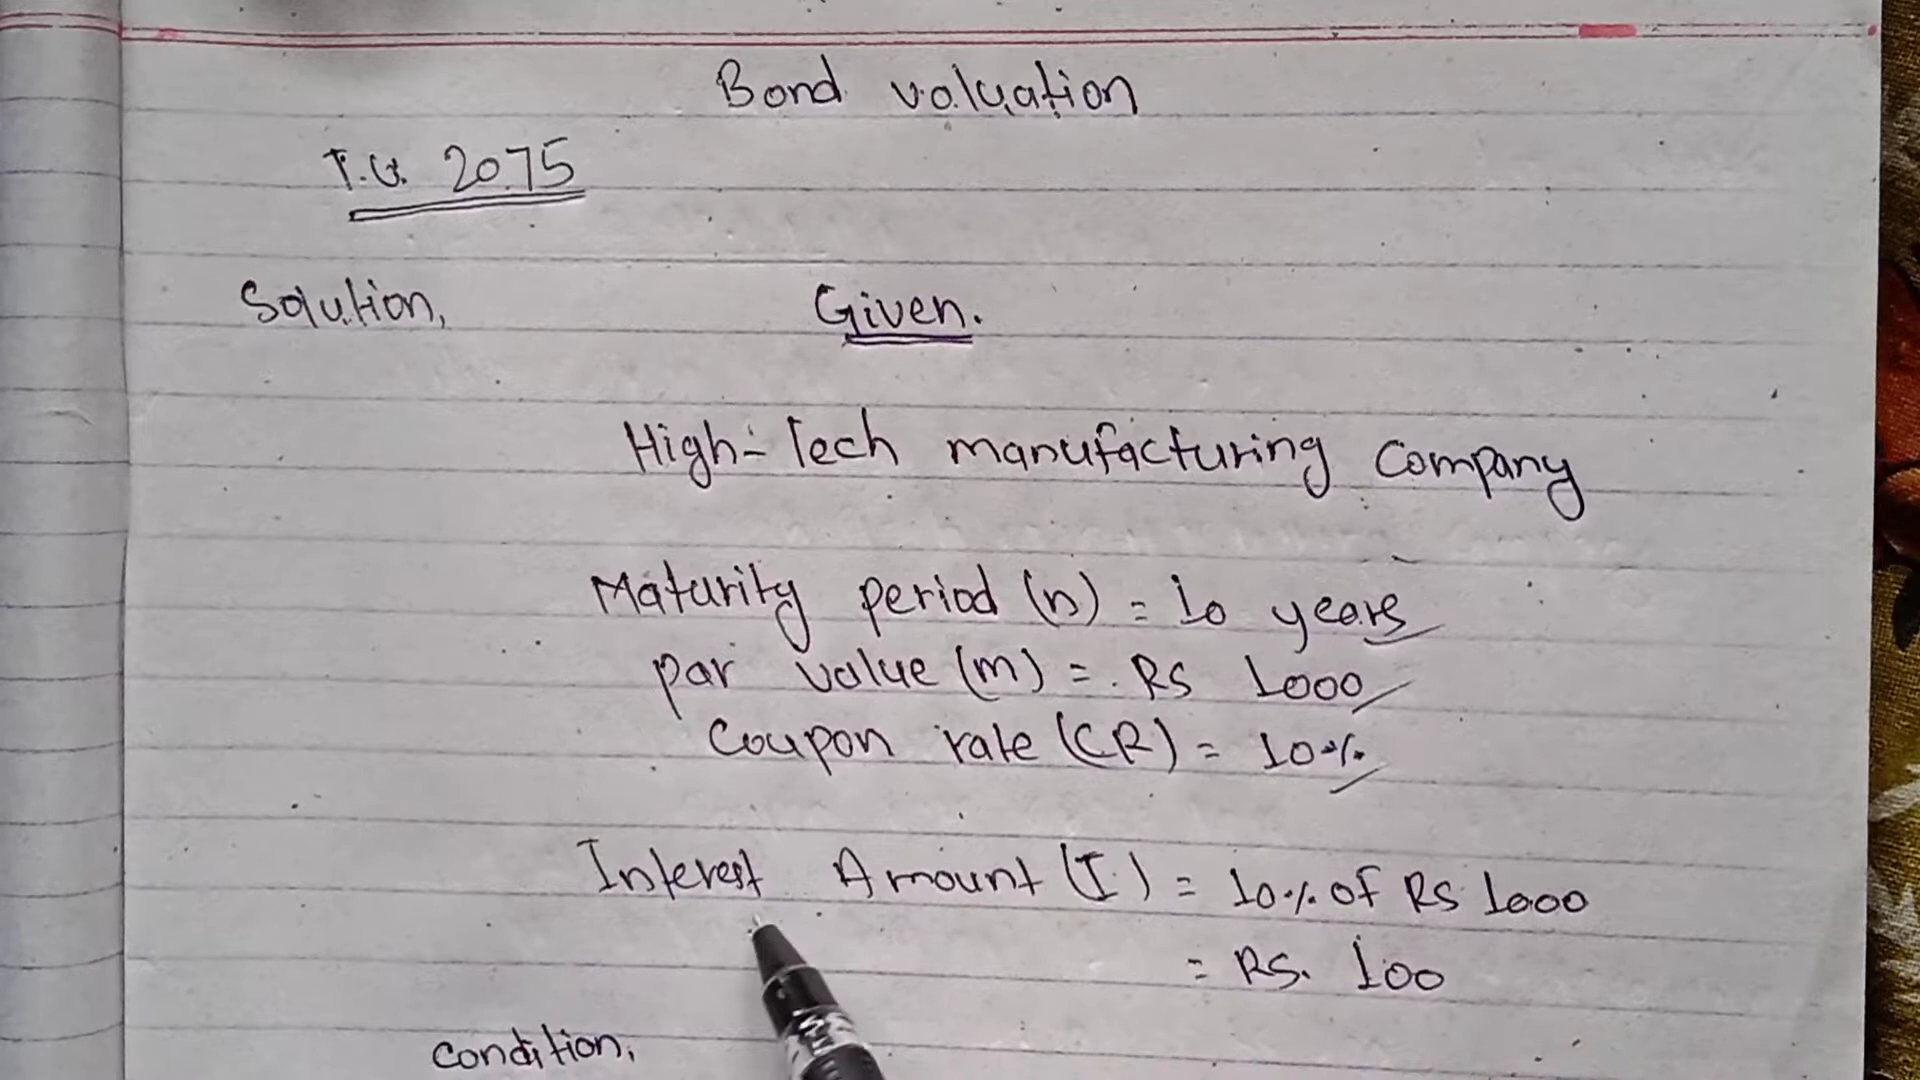 Bond valuation
T.U. 2075
Solution,
Given.
High-Tech manufacturing company
Maturity period (n) = 10 years
par value (m) = Rs 1000
Coupon rate (CR) = 10%
Interest Amount (I) = 10% of Rs 1000
= Rs. 100
condition,